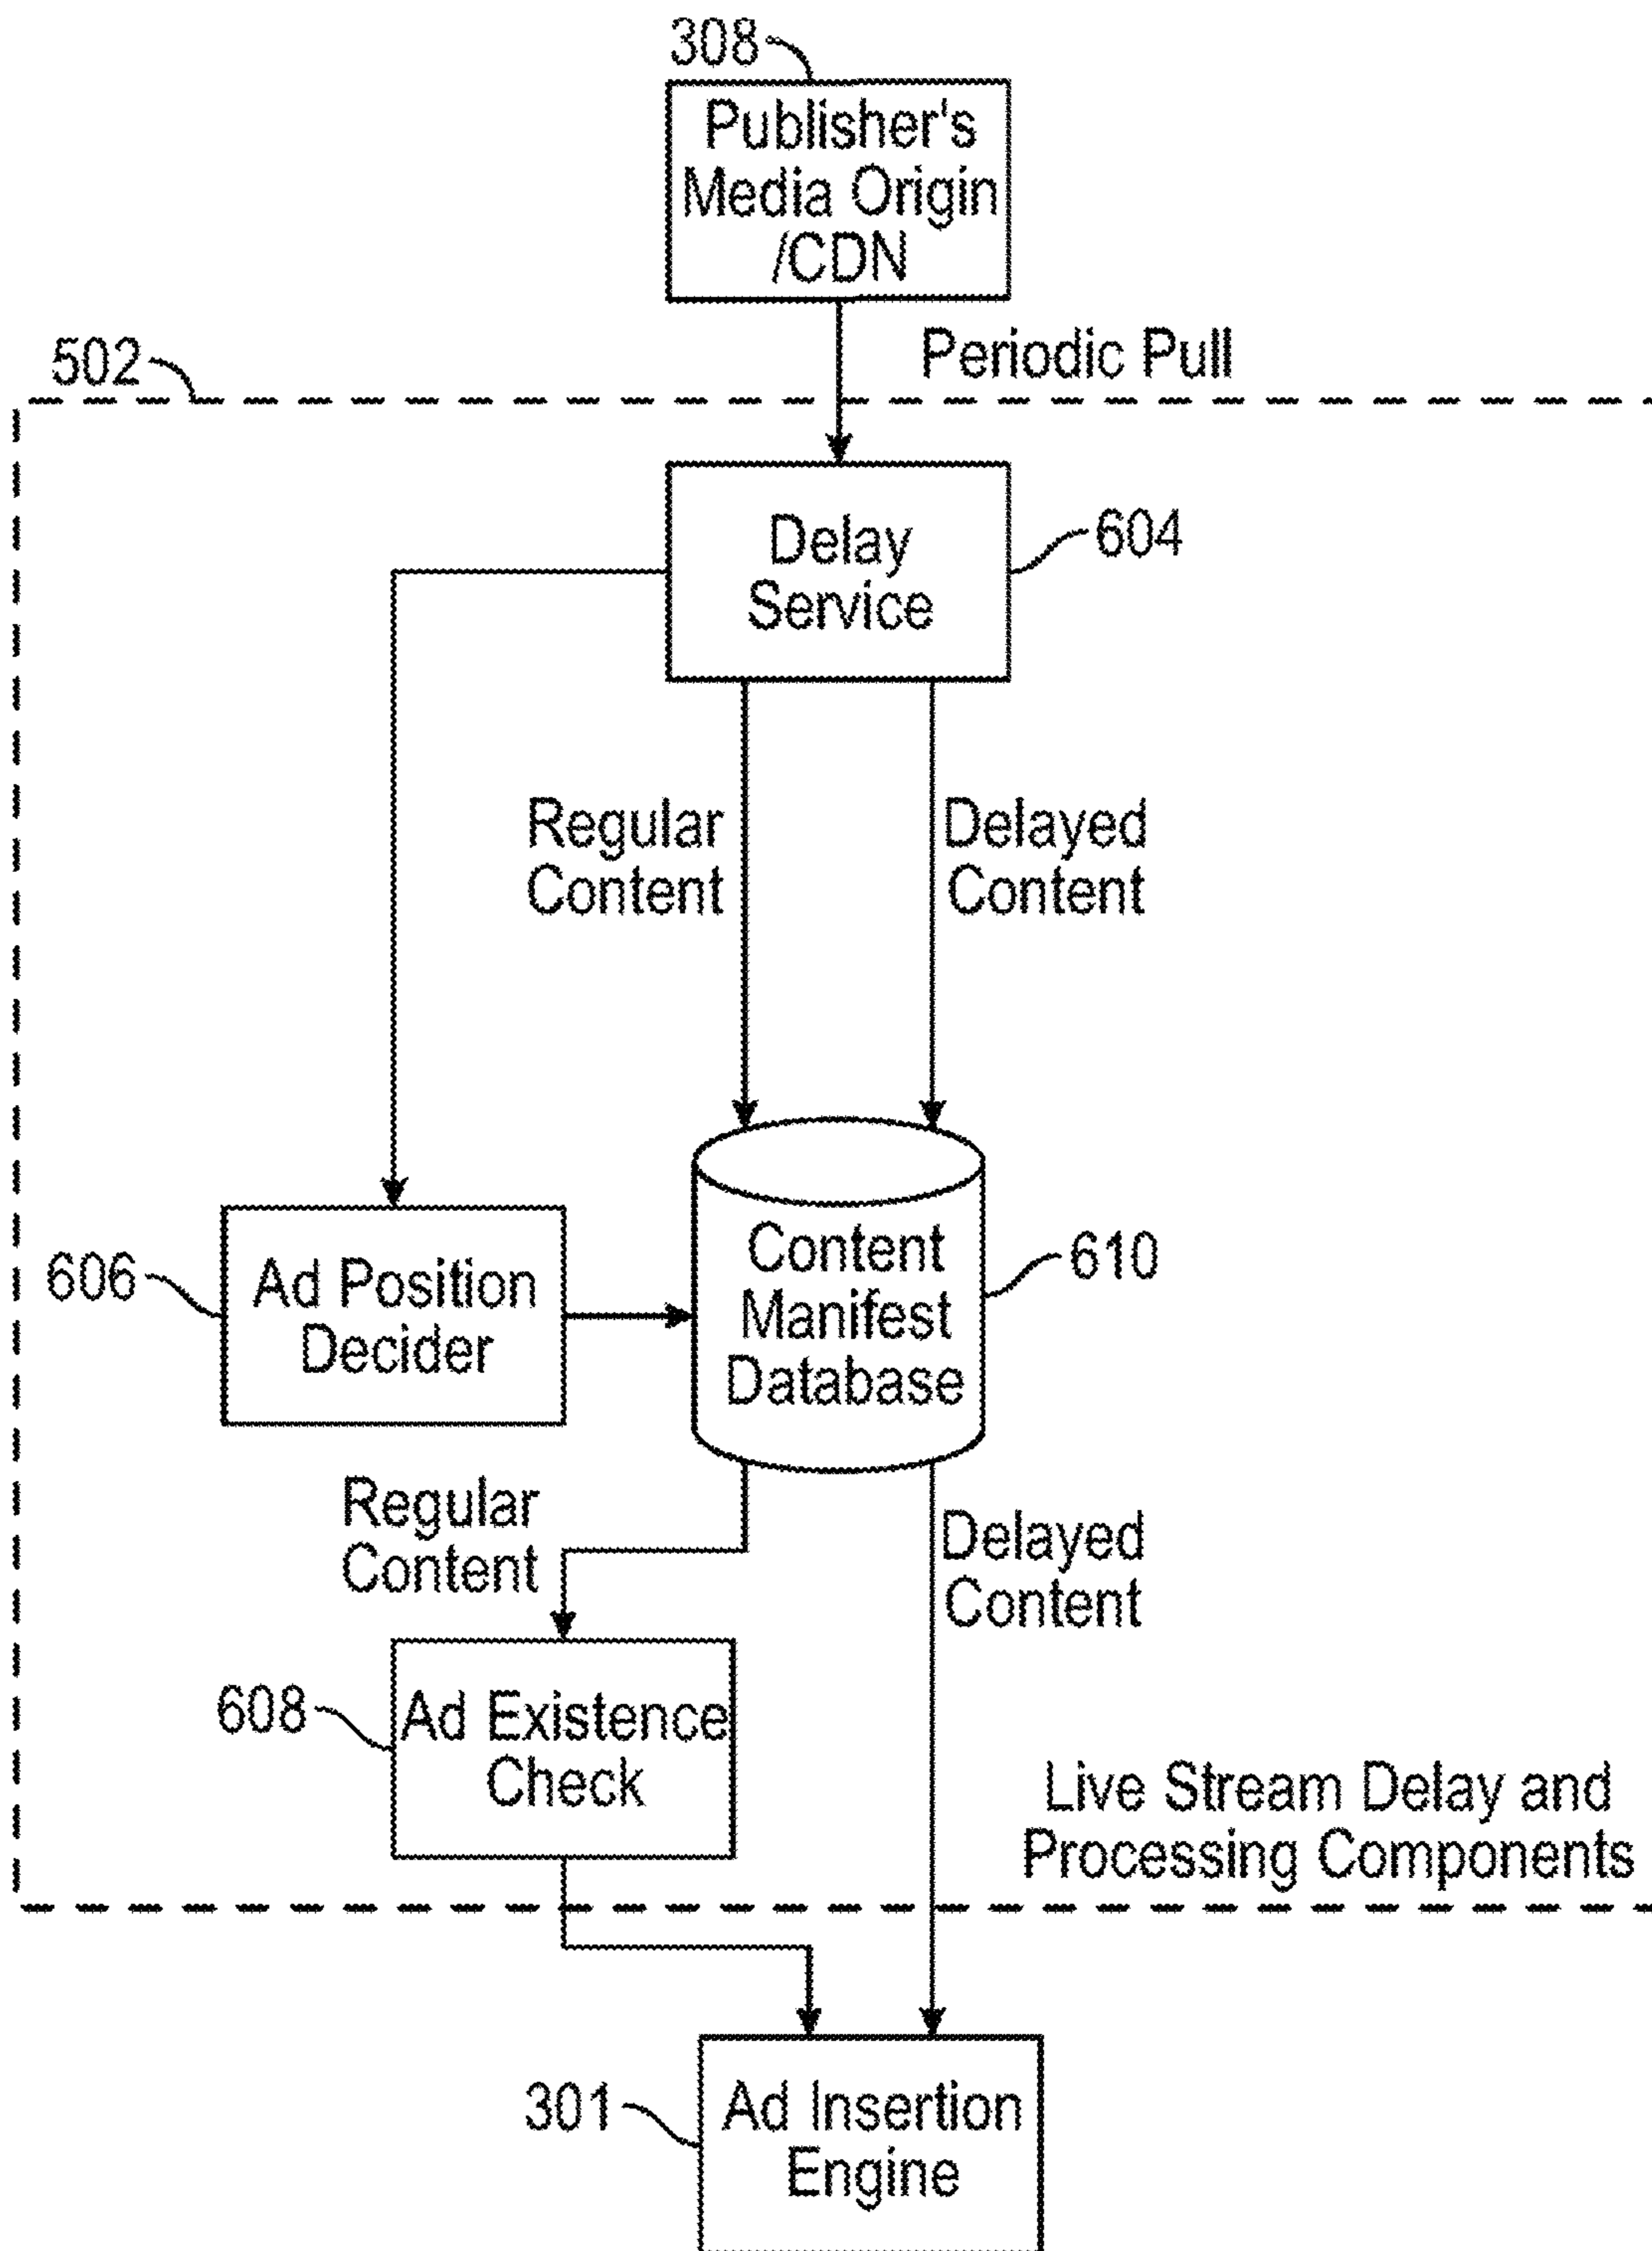 308
Publisher's
Media Origin
/CDN
502
Periodic Pull
Delay
Service
604
Regular
Content
Delayed
Content
606
Ad Position
Decider
Content
Manifest
Database
610
Regular
Content
Delayed
Content
608
Ad Existence
Check
Live Stream Delay and
Processing Components
301
Ad Insertion
Engine